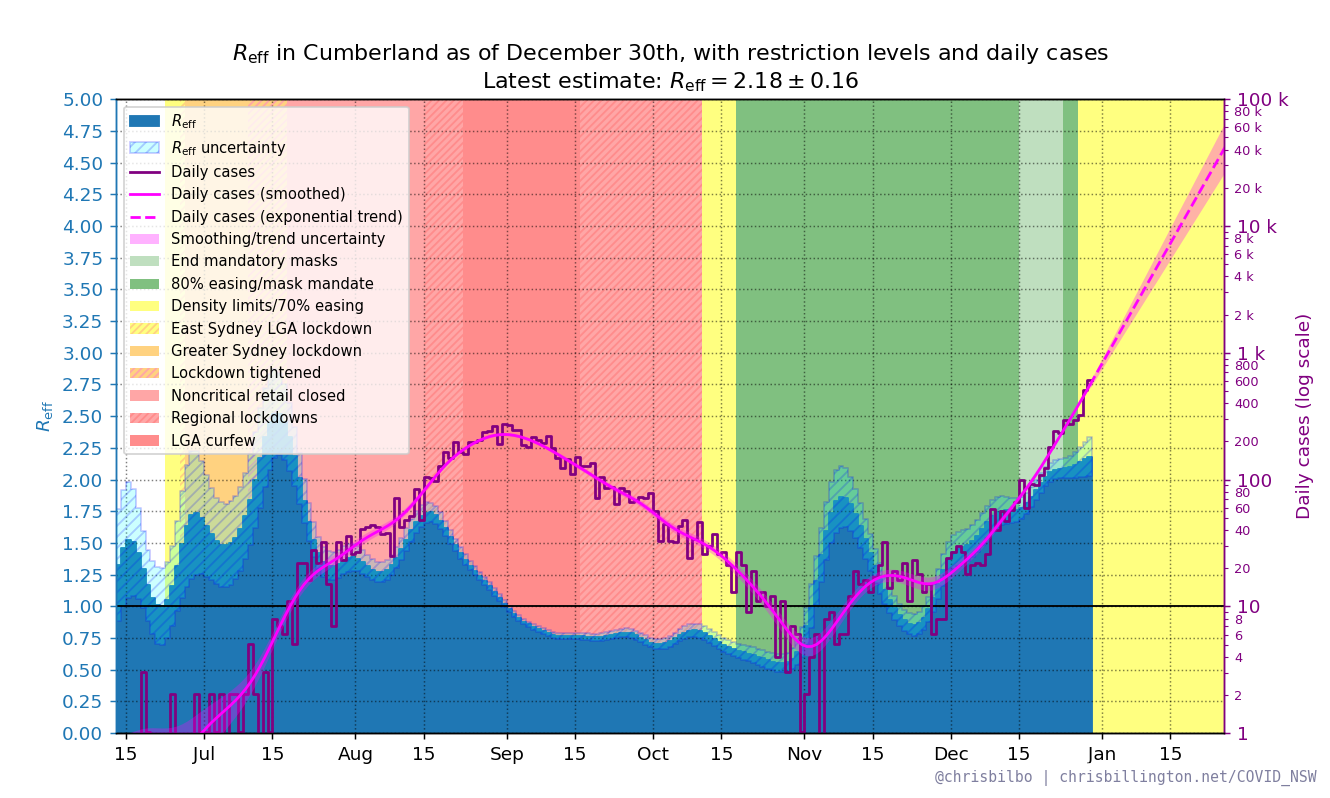 R_eff in Cumberland as of December 30th, with restriction levels and daily cases
Latest estimate: R_eff = 2.18 ± 0.16
R_eff
R_eff uncertainty
Daily cases
Daily cases (smoothed)
Daily cases (exponential trend)
Smoothing/trend uncertainty
End mandatory masks
80% easing/mask mandate
Density limits/70% easing
East Sydney LGA lockdown
Greater Sydney lockdown
Lockdown tightened
Noncritical retail closed
Regional lockdowns
LGA curfew
R_eff
5.00
4.75
4.50
4.25
4.00
3.75
3.50
3.25
3.00
2.75
2.50
2.25
2.00
1.75
1.50
1.25
1.00
0.75
0.50
0.25
0.00
100 k
80 k
60 k
40 k
20 k
10 k
8 k
6 k
4 k
2 k
1 k
800
600
400
200
100
80
60
40
20
10
8
6
4
2
1
Daily cases (log scale)
15 Jul 15 Aug 15 Sep 15 Oct 15 Nov 15 Dec 15 Jan 15
@chrisbilbo | chrisbillington.net/COVID_NSW